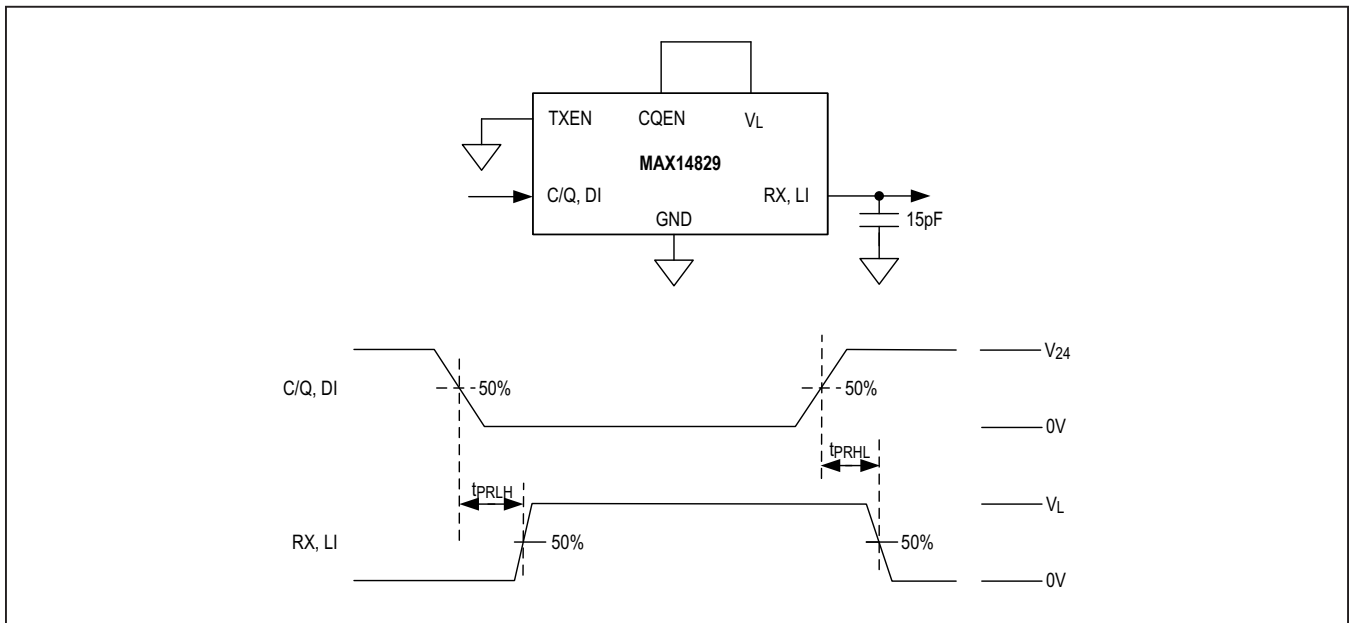 TXEN CQEN VL
MAX14829
C/Q, DI RX, LI
GND
15pF
V24
C/Q, DI 50% 50%
0V
tPRHL
tPRLH VL
RX, LI 50% 50%
0V